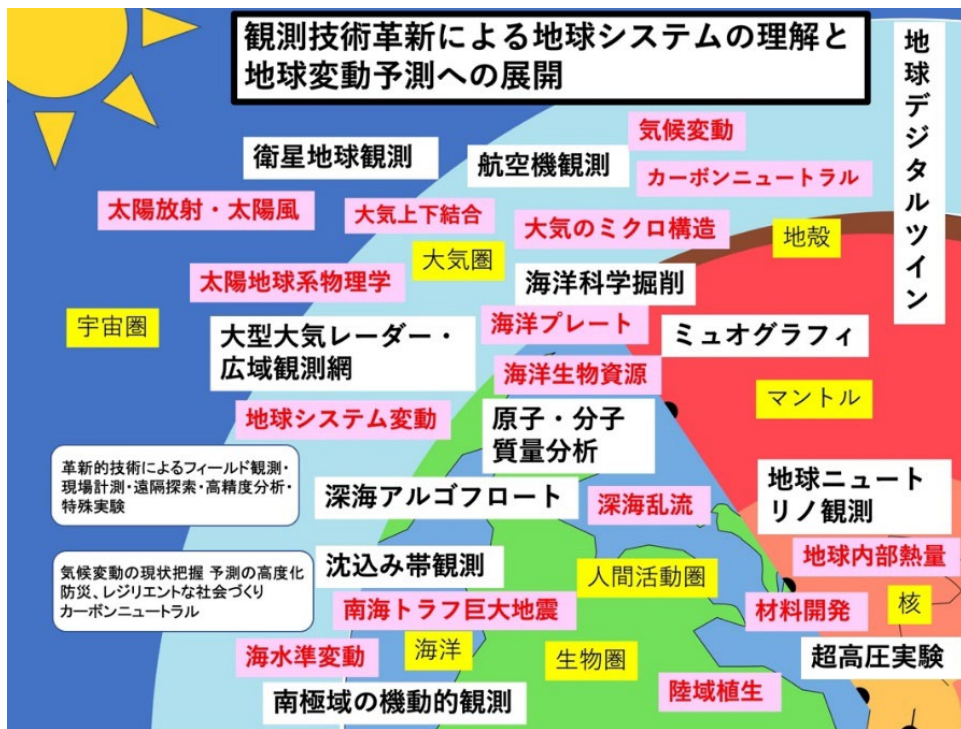 観測技術革新による地球システムの理解と
地球変動予測への展開
地球デジタルツイン
気候変動
衛星地球観測
航空機観測
カーボンニュートラル
太陽放射・太陽風
大気上下結合
大気のミクロ構造
地殻
大気圏
太陽地球系物理学
海洋科学掘削
宇宙圏
海洋プレート
大型大気レーダー・
広域観測網
ミュオグラフィ
海洋生物資源
マントル
地球システム変動
原子・分子
質量分析
革新的技術によるフィールド観測・
現場計測・遠隔探索・高精度分析・
特殊実験
深海アルゴフロート
深海乱流
地球ニュート
リノ観測
沈込み帯観測
地球内部熱量
気候変動の現状把握 予測の高度化
防災、レジリエントな社会づくり
カーボンニュートラル
人間活動圏
南海トラフ巨大地震
材料開発
核
海水準変動
海洋
生物圏
超高圧実験
南極域の機動的観測
陸域植生